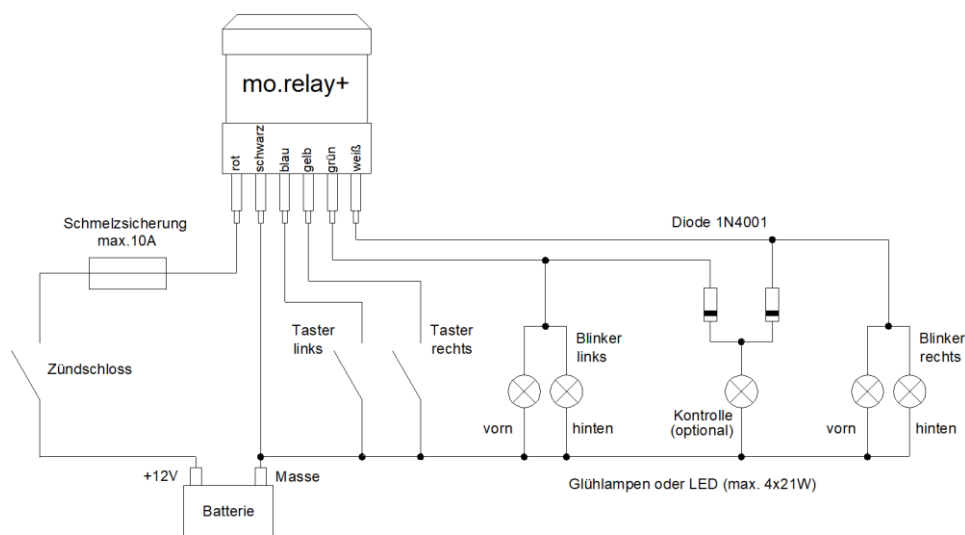 mo.relay+
rot
schwarz
blau
gelb
grün
weiß
Schmelzsicherung
max.10A
Diode 1N4001
Zündschloss
Taster
links
Taster
rechts
Blinker
links
Blinker
rechts
vorn
hinten
Kontrolle
(optional)
vorn
hinten
+12V
Masse
Glühlampen oder LED (max. 4x21W)
Batterie